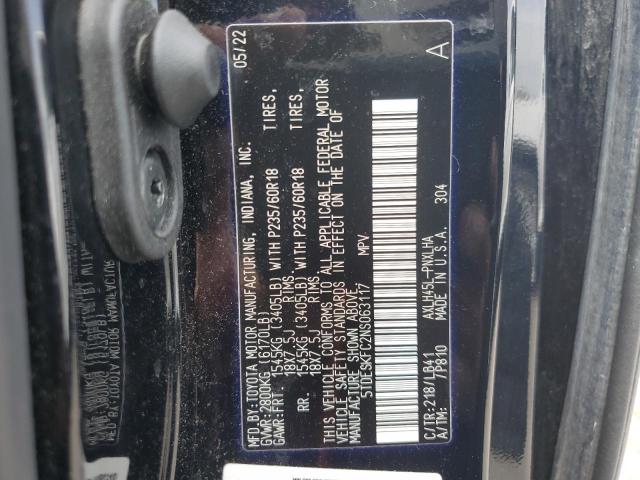 MFD.BY:TOYOTA MOTOR MANUFACTURING, INDIANA, INC. 05/22
GVWR:2800KG (6170LB)
GAWR:FRT. 1545KG (3405LB) WITH P235/60R18 TIRES,
18X7.5J RIMS.
RR. 1545KG (3405LB) WITH P235/60R18 TIRES,
18X7.5J RIMS.
THIS VEHICLE CONFORMS TO ALL APPLICABLE FEDERAL MOTOR
VEHICLE SAFETY STANDARDS IN EFFECT ON THE DATE OF
MANUFACTURE SHOWN ABOVE.
5TDESKFC2NS063117 MPV
C/TR:218/LB41 AXLH45L-PNXLHA A
A/TM: /P810 MADE IN U.S.A. 304